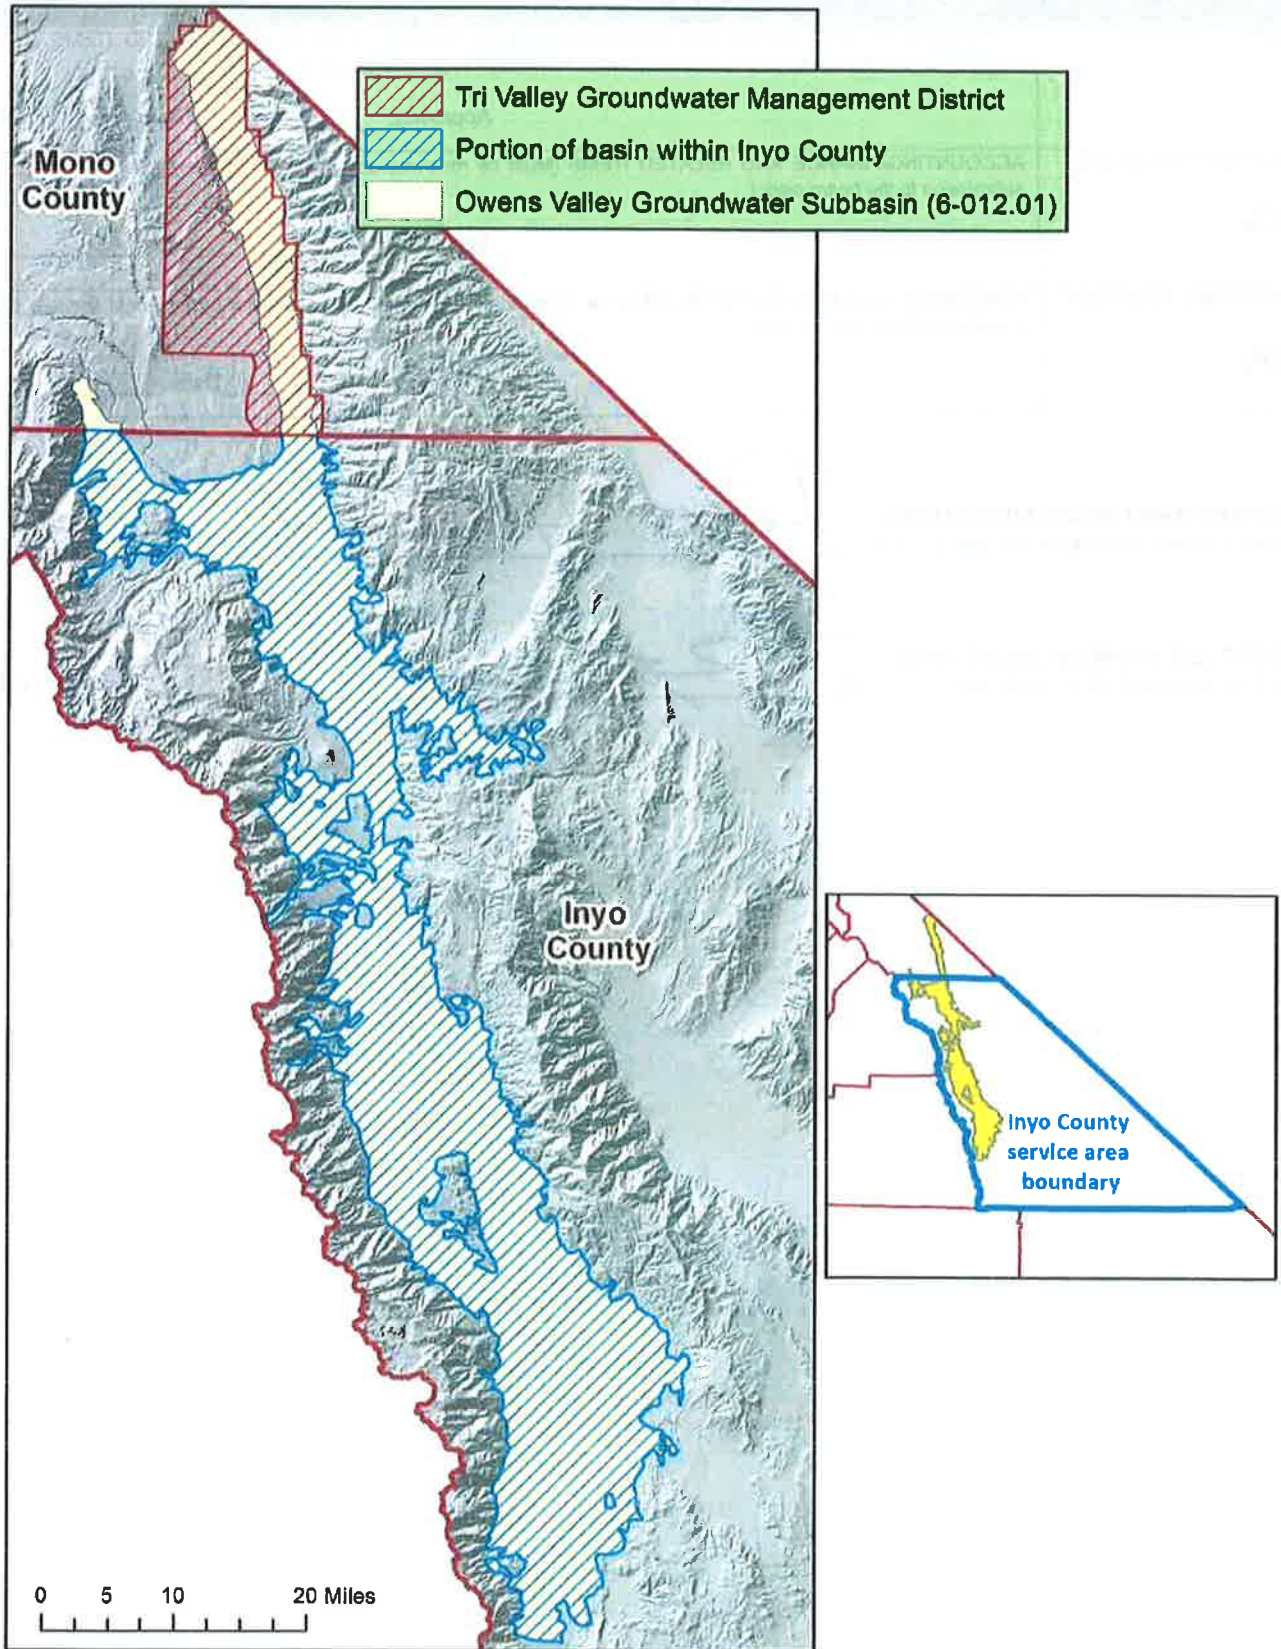 Tri Valley Groundwater Management District
Portion of basin within Inyo County
Owens Valley Groundwater Subbasin (6-012.01)
Mono
County
Inyo
County
Inyo County
service area
boundary
0 5 10 20 Miles